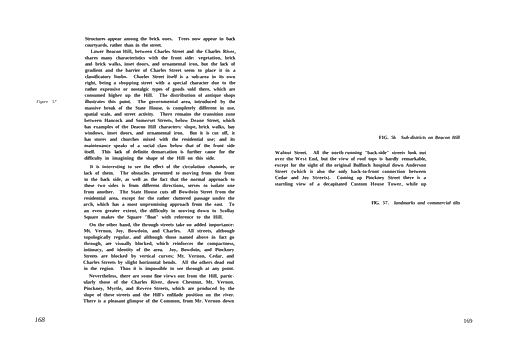 Structures appear among the brick ones. Trees now appear in back
courtyards, rather than in the street.
Lower Beacon Hill, between Charles Street and the Charles River,
shares many characteristics with the front side: vegetation, brick
and brick walks, inset doors, and ornamental iron, but the lack of
gradient and the barrier of Charles Street seem to place it in a
classificatory limbo. Charles Street itself is a sub-area in its own
right, being a shopping street with a special character due to the
rather expensive or nostalgic types of goods sold there, which are
consumed higher up the Hill. The distribution of antique shops
Figure 57
illustrates this point. The governmental area, introduced by the
massive break of the State House, is completely different in use,
spatial scale, and street activity. There remains the transition zone
between Hancock and Somerset Streets, below Deane Street, which
has examples of the Beacon Hill characters: slope, brick walks, bay
windows, inset doors, and ornamental iron. But it is cut off, it
has stores and churches mixed with the residential use; and its
maintenance speaks of a social class below that of the front side
itself. This lack of definite demarcation is further cause for the
difficulty in imagining the shape of the Hill on this side.
It is interesting to see the effect of the circulation channels, or
lack of them. The obstacles presented to moving from the front
to the back side, as well as the fact that the normal approach to
these two sides is from different directions, serves to isolate one
from another. The State House cuts off Bowdoin Street from the
residential area, except for the rather cluttered passage under the
arch, which has a most unpromising approach from the east. To
an even greater extent, the difficulty in moving down to Scollay
Square makes the Square "float" with reference to the Hill.
On the other hand, the through streets take on added importance:
Mt. Vernon, Joy, Bowdoin, and Charles. All streets, although
topologically regular, and although those named above in fact go
through, are visually blocked, which reinforces the compactness,
intimacy, and identity of the area. Joy, Bowdoin, and Pinckney
Streets are blocked by vertical curves; Mt. Vernon, Cedar, and
Charles Streets by slight horizontal bends. All the others dead end
in the region. Thus it is impossible to see through at any point.
Nevertheless, there are some fine views out from the Hill, partic-
ularly those of the Charles River, down Chestnut, Mt. Vernon,
Pinckney, Myrtle, and Revere Streets, which are produced by the
slope of these streets and the Hill's enfilade position on the river.
There is a pleasant glimpse of the Common, from Mt. Vernon down
168
FIG. 56 Sub-districts on Beacon Hill
Walnut Street. All the north-running "back-side" streets look out
over the West End, but the view of roof tops is hardly remarkable,
except for the sight of the original Bulfinch hospital down Anderson
Street (which is also the only back-to-front connection between
Cedar and Joy Streets). Coming up Pinckney Street there is a
startling view of a decapitated Custom House Tower, while up
FIG. 57. landmarks and commercial dilo
169